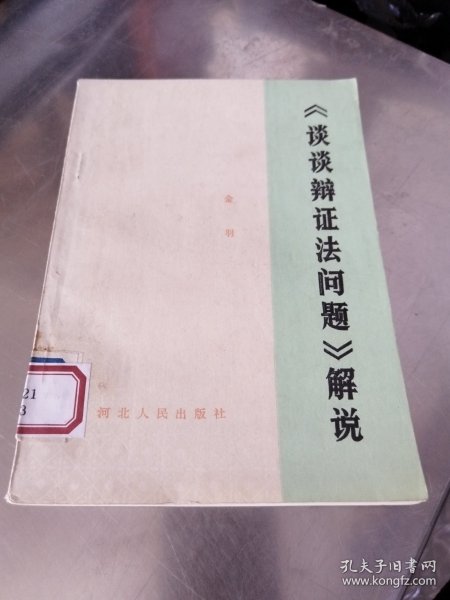 《谈谈辩证法问题》解说
金羽
河北人民出版社
21
3
孔夫子旧书网
www.kongfz.com